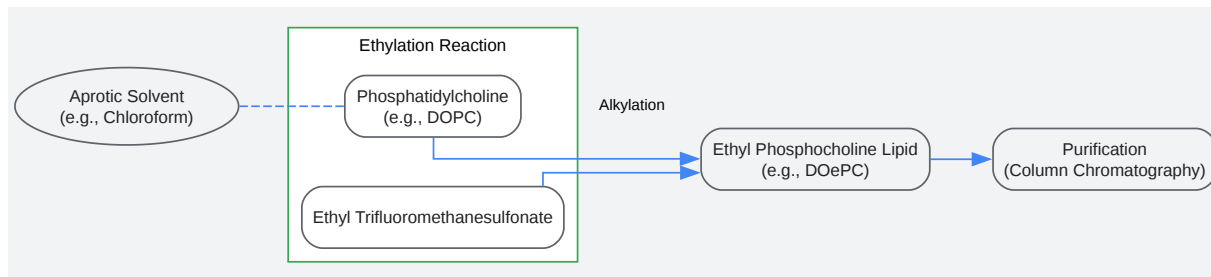 Ethylation Reaction
Aprotic Solvent
(e.g., Chloroform)
Phosphatidylcholine
(e.g., DOPC)
Alkylation
Ethyl Phosphocholine Lipid
(e.g., DOePC)
Purification
(Column Chromatography)
Ethyl Trifluoromethanesulfonate